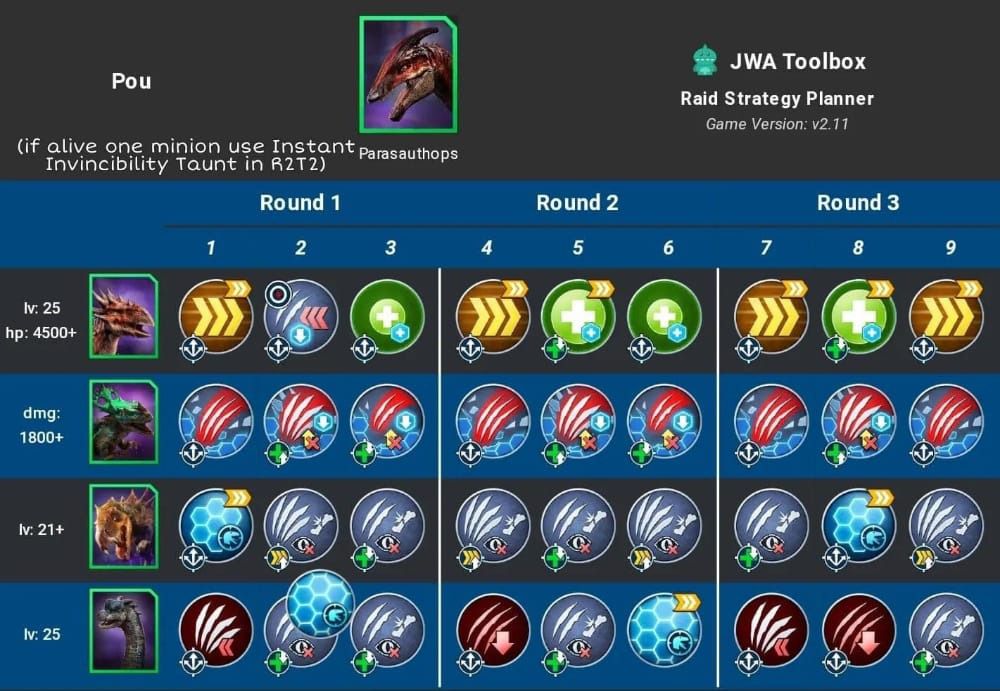 Pou
JWA Toolbox
Raid Strategy Planner
Game Version: v2.11
(if alive one minion use Instant
Invincibility Taunt in R2T2)
Parasauthops
Round 1
Round 2
Round 3
1 2 3 4 5 6 7 8 9
lv: 25
hp: 4500+
dmg:
1800+
lv: 21+
lv: 25